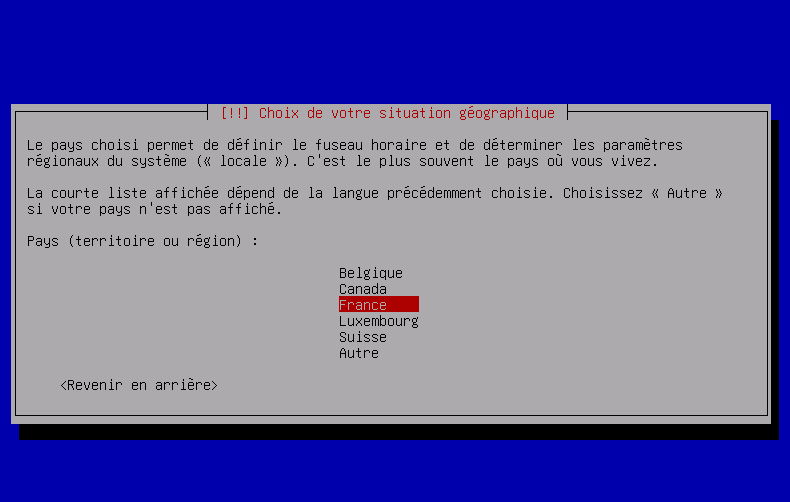 [!!] Choix de votre situation géographique
Le pays choisi permet de définir le fuseau horaire et de déterminer les paramètres
régionaux du système (« locale »). C'est le plus souvent le pays où vous vivez.
La courte liste affichée dépend de la langue précédemment choisie. Choisissez « Autre »
si votre pays n'est pas affiché.
Pays (territoire ou région) :
Belgique
Canada
France
Luxembourg
Suisse
Autre
<Revenir en arrière>